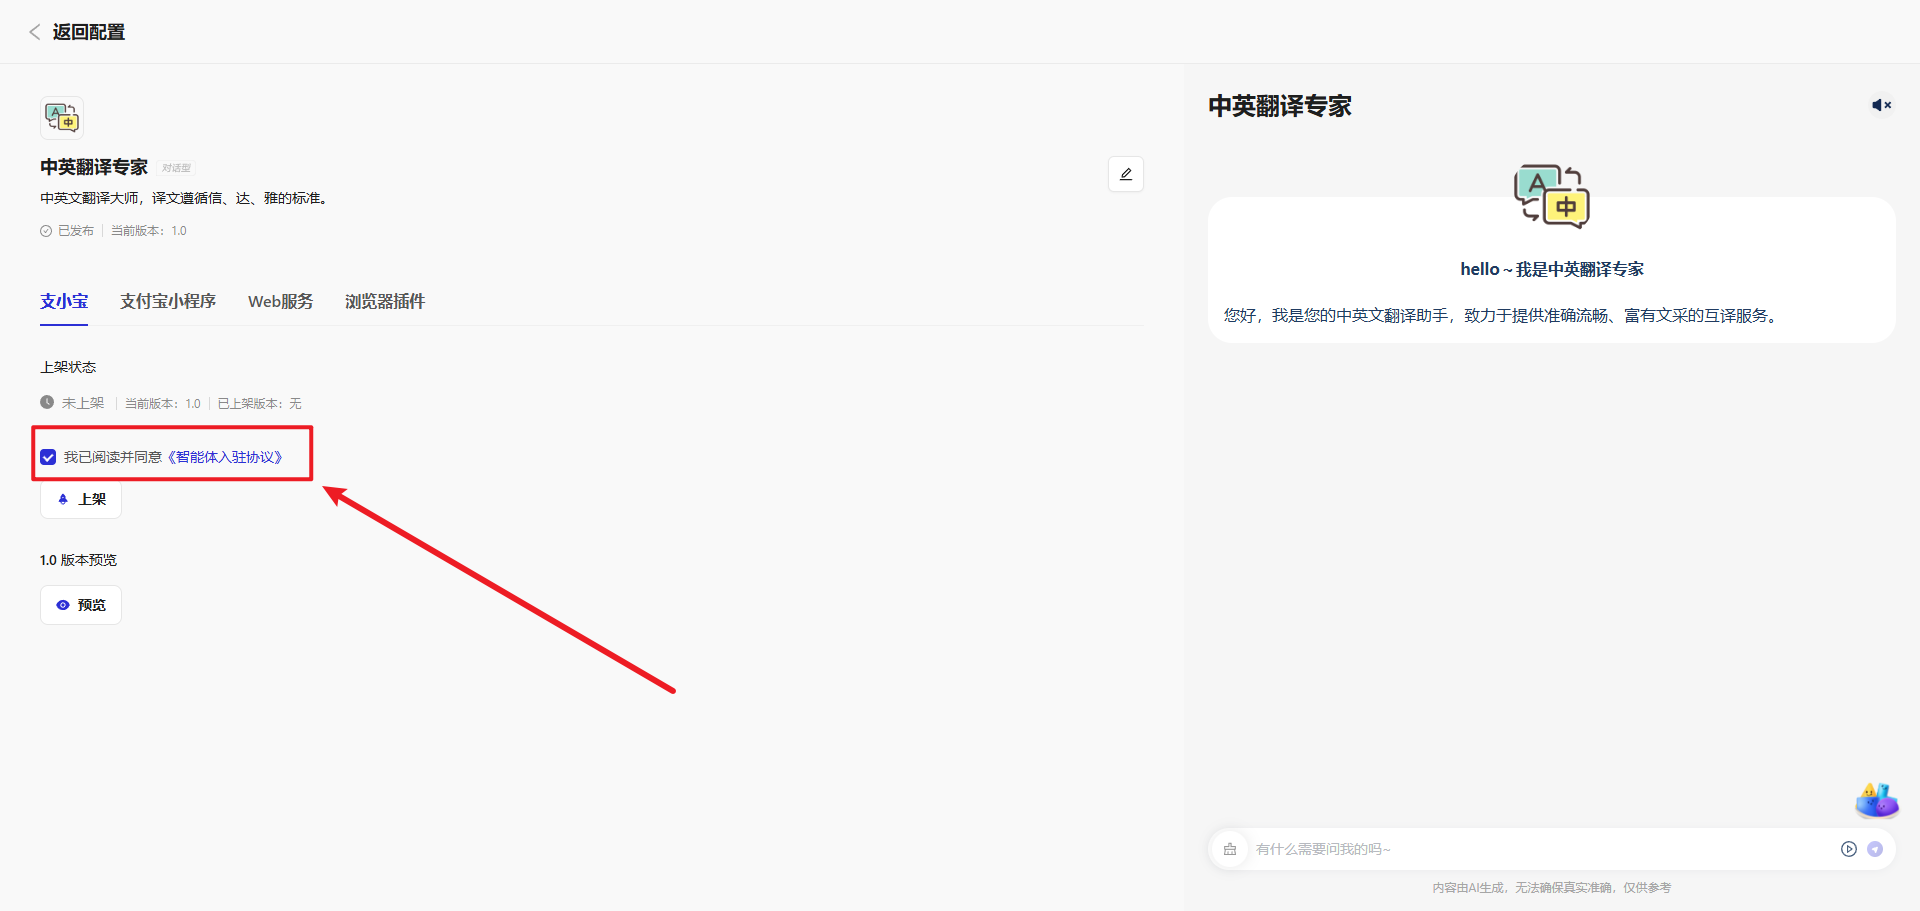 返回配置
中英翻译专家 对话型
中英文翻译大师，译文遵循信、达、雅的标准。
已发布 当前版本：1.0
支小宝 支付宝小程序 Web服务 浏览器插件
上架状态
未上架 当前版本：1.0 已上架版本：无
我已阅读并同意《智能体入驻协议》
上架
1.0 版本预览
预览
中英翻译专家
A 中
hello~我是中英翻译专家
您好，我是您的中英文翻译助手，致力于提供准确流畅、富有文采的互译服务。
有什么需要问我的吗~
内容由AI生成，无法确保真实准确，仅供参考